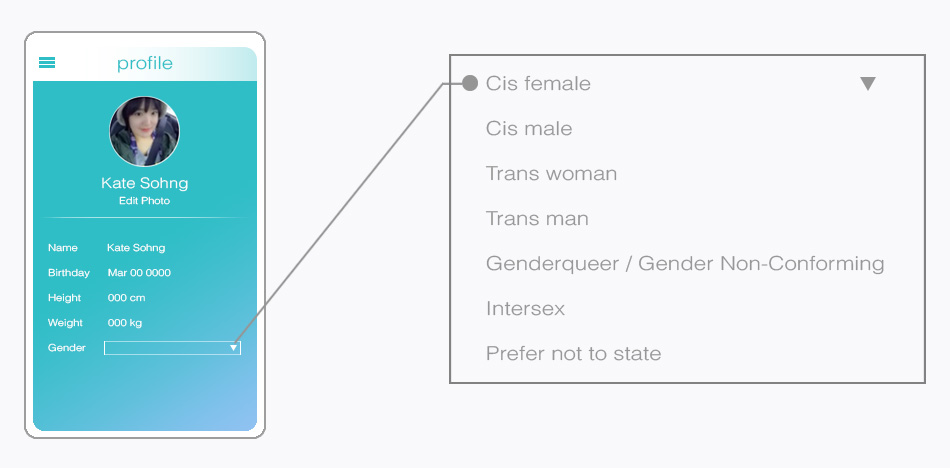 profile
Kate Sohng
Edit Photo
Name Kate Sohng
Birthday Mar 00 0000
Height 000 cm
Weight 000 kg
Gender
Cis female
Cis male
Trans woman
Trans man
Genderqueer / Gender Non-Conforming
Intersex
Prefer not to state